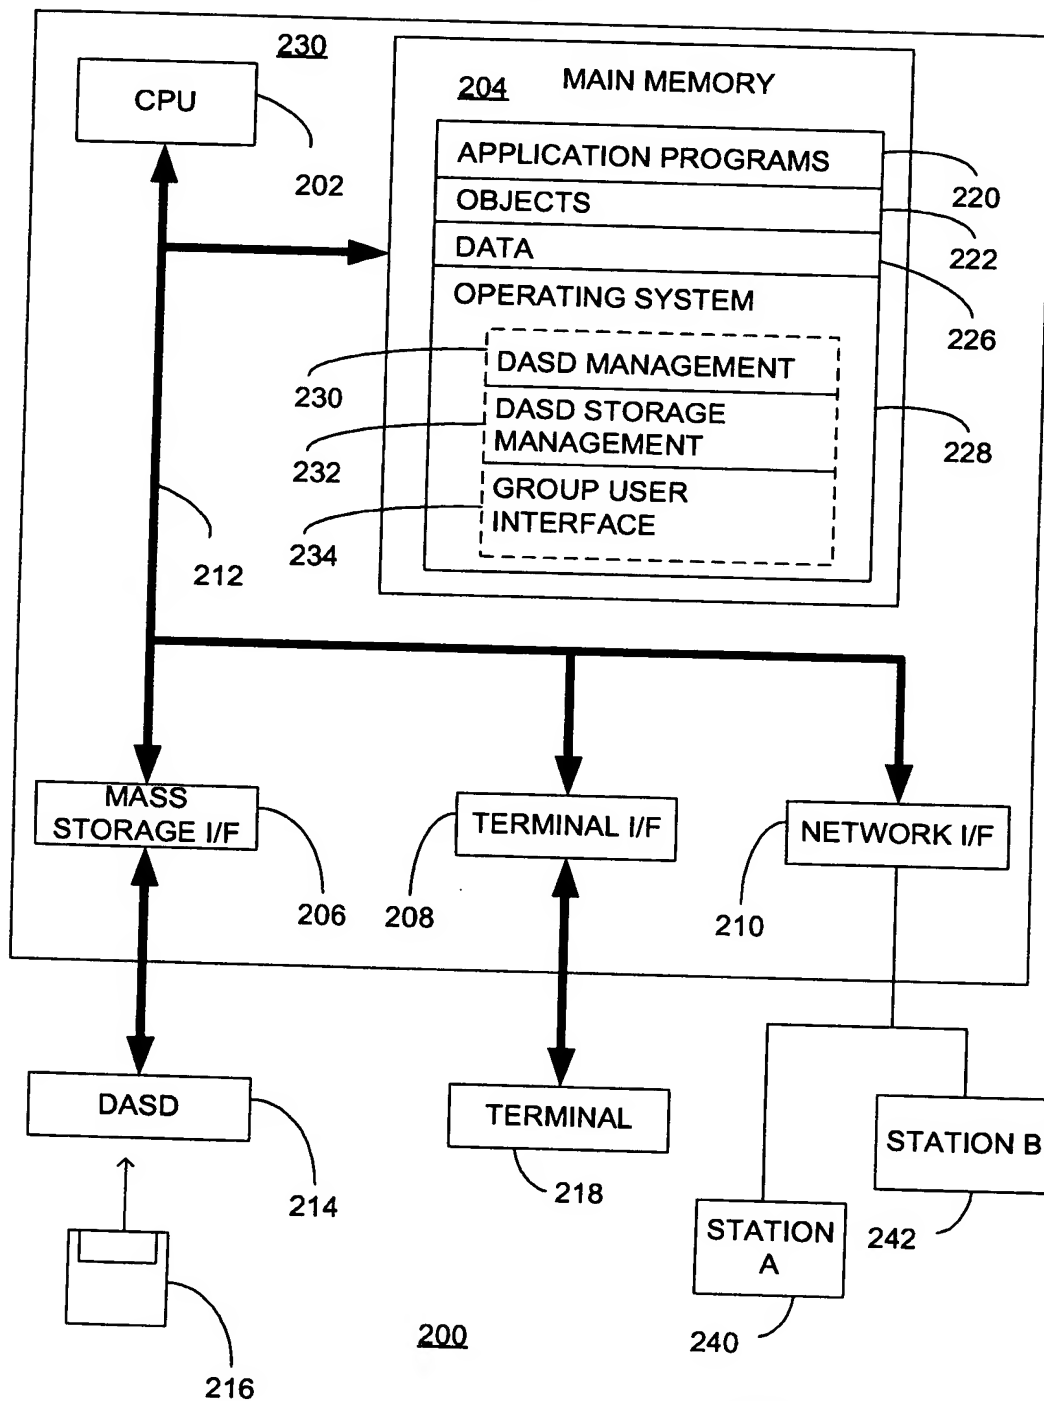 230
CPU
202
204
MAIN MEMORY
APPLICATION PROGRAMS
220
OBJECTS
222
DATA
226
OPERATING SYSTEM
230
DASD MANAGEMENT
232
DASD STORAGE
MANAGEMENT
228
234
GROUP USER
INTERFACE
212
MASS
STORAGE I/F
206
TERMINAL I/F
208
NETWORK I/F
210
DASD
214
TERMINAL
218
STATION B
242
STATION
A
240
216
200